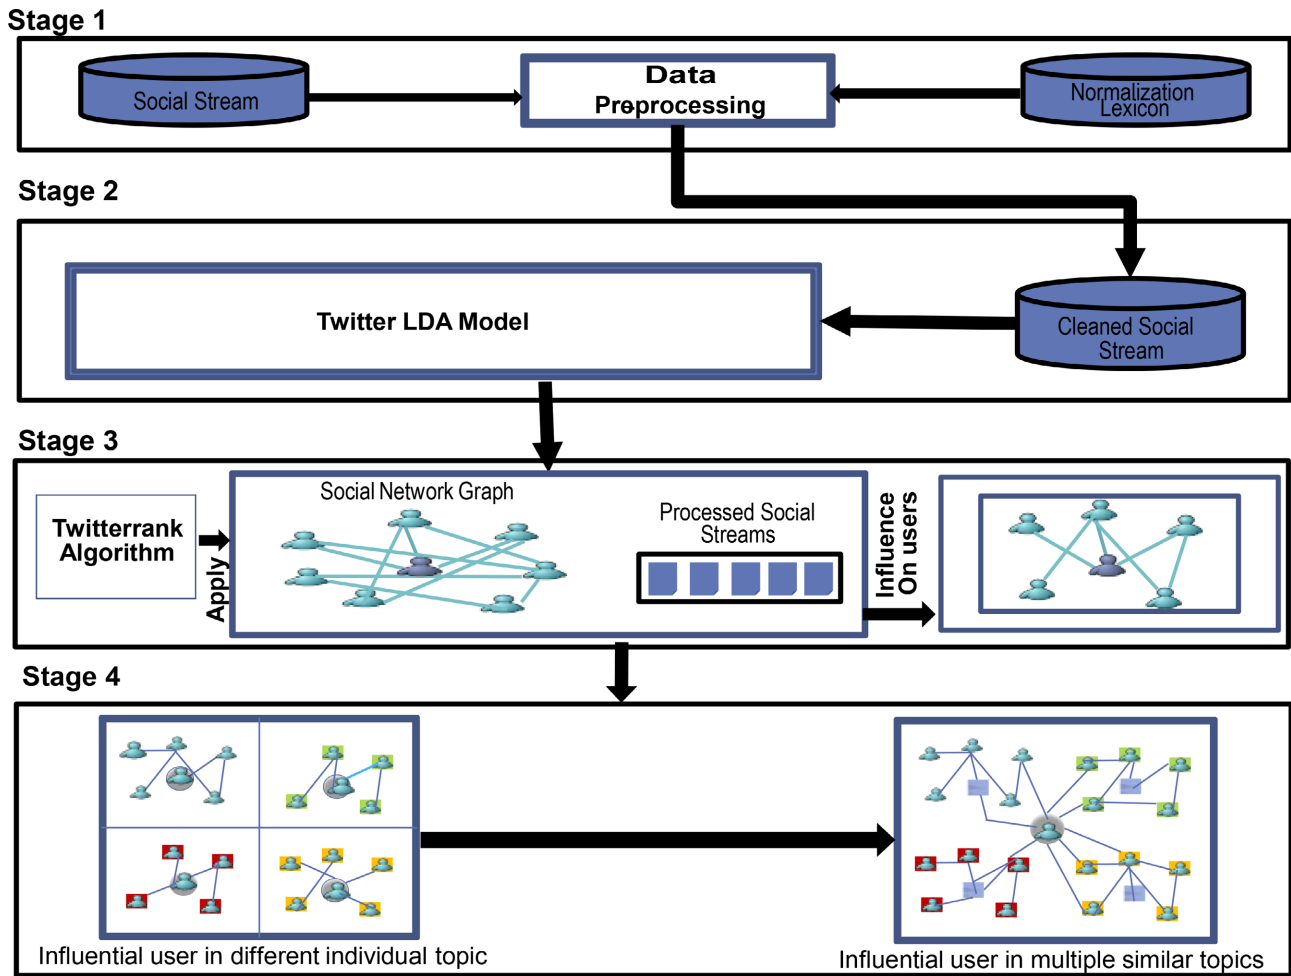 Stage 1
Social Stream
Data
Preprocessing
Normalization
Lexicon
Stage 2
Twitter LDA Model
Cleaned Social
Stream
Stage 3
Twitterrank
Algorithm
Apply
Social Network Graph
Processed Social
Streams
Influence
On users
Stage 4
Influential user in different individual topic
Influential user in multiple similar topics